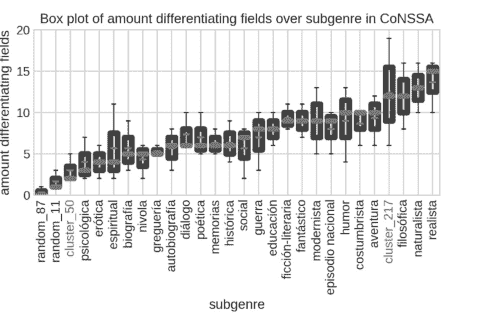 Box plot of amount differentiating fields over subgenre in CoNSSA
amount differentiating fields
20
15
10
5
0
random_87
random_11
cluster_50
psicológica
erótica
espiritual
biografía
nivola
greguería
autobiografía
diálogo
poética
memorias
histórica
social
guerra
educación
ficción-literaria
fantástico
modernista
episodio nacional
humor
costumbrista
aventura
cluster_217
filosófica
naturalista
realista
subgenre